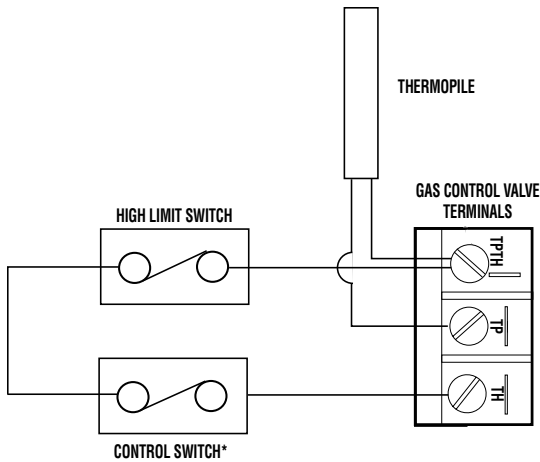 THERMOPILE
GAS CONTROL VALVE
TERMINALS
HIGH LIMIT SWITCH
TPTH
TP
TH
CONTROL SWITCH*